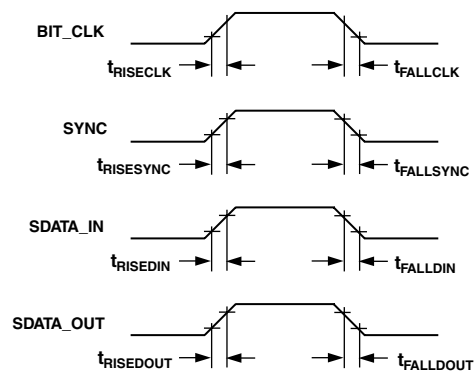 BIT_CLK
tRISECLK
tFALLCLK
SYNC
tRISESYNC
tFALLSYNC
SDATA_IN
tRISEDIN
tFALLDIN
SDATA_OUT
tRISEDOUT
tFALLDOUT